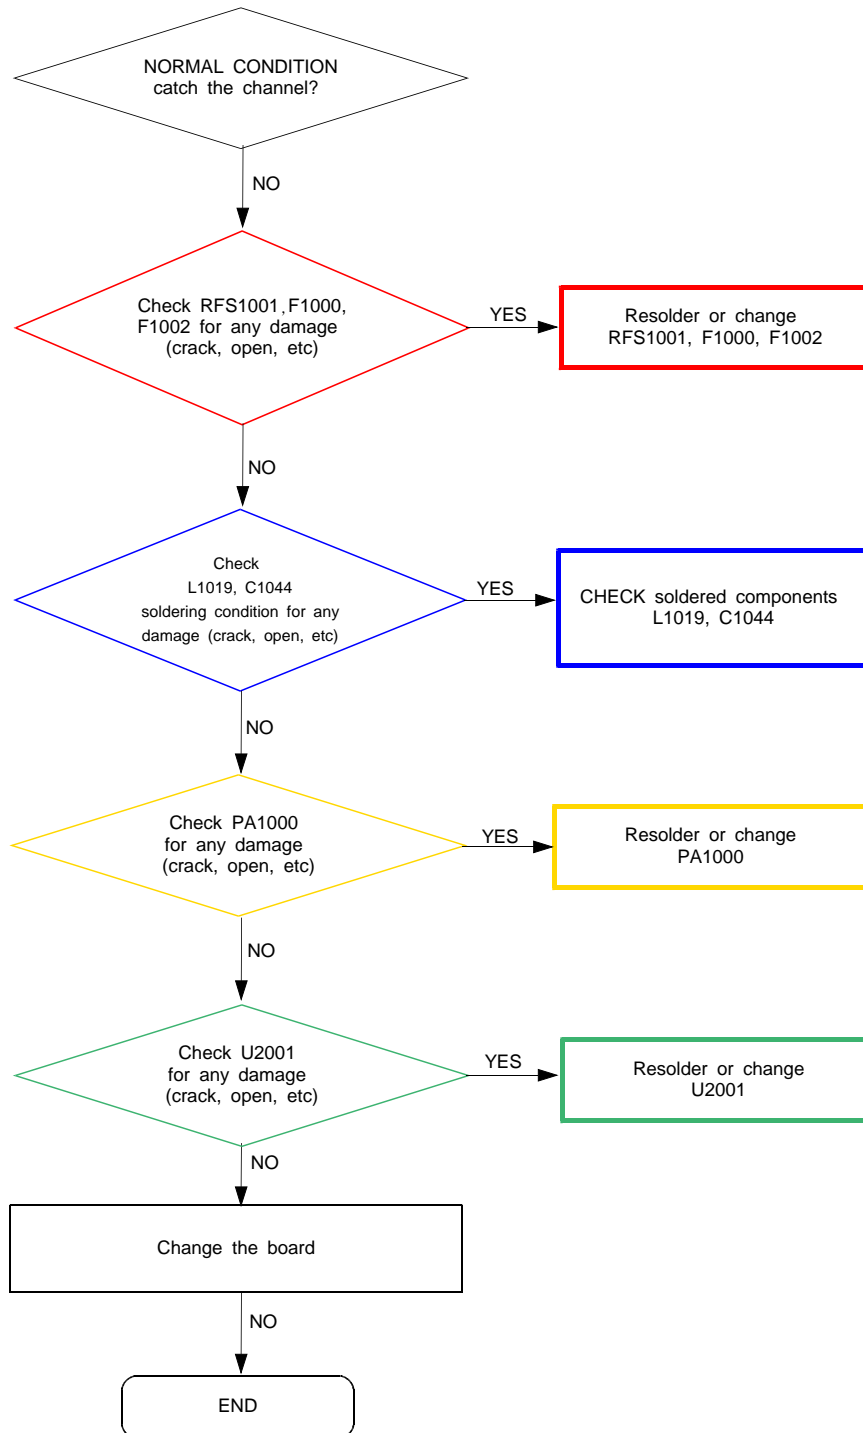 NORMAL CONDITION
catch the channel?
NO
Check RFS1001, F1000,
F1002 for any damage
(crack, open, etc)
YES
Resolder or change
RFS1001, F1000, F1002
NO
Check
L1019, C1044
soldering condition for any
damage (crack, open, etc)
YES
CHECK soldered components
L1019, C1044
NO
Check PA1000
for any damage
(crack, open, etc)
YES
Resolder or change
PA1000
NO
Check U2001
for any damage
(crack, open, etc)
YES
Resolder or change
U2001
NO
Change the board
NO
END